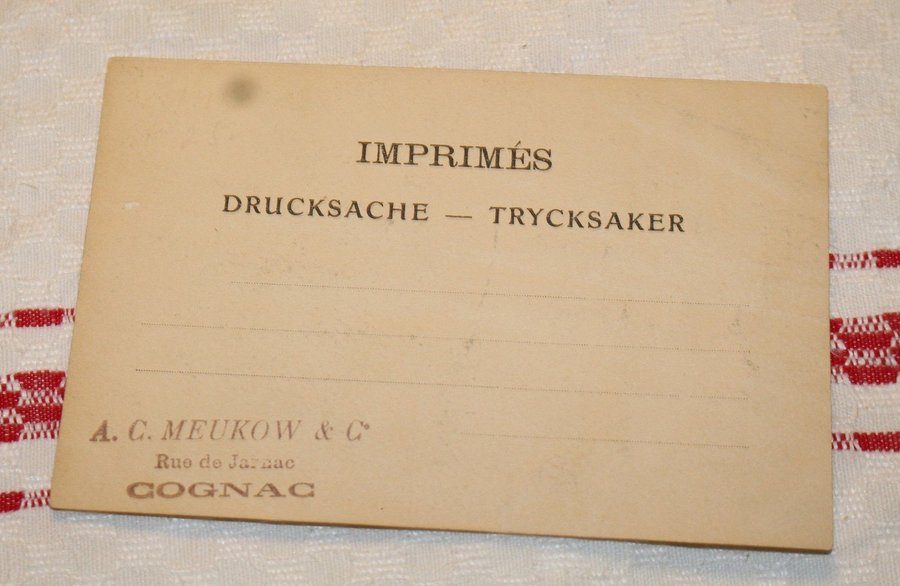 IMPRIMÉS
DRUCKSACHE — TRYCKSAKER
A. C. MEUKOW & Cº
Rue de Jarnac
COGNAC